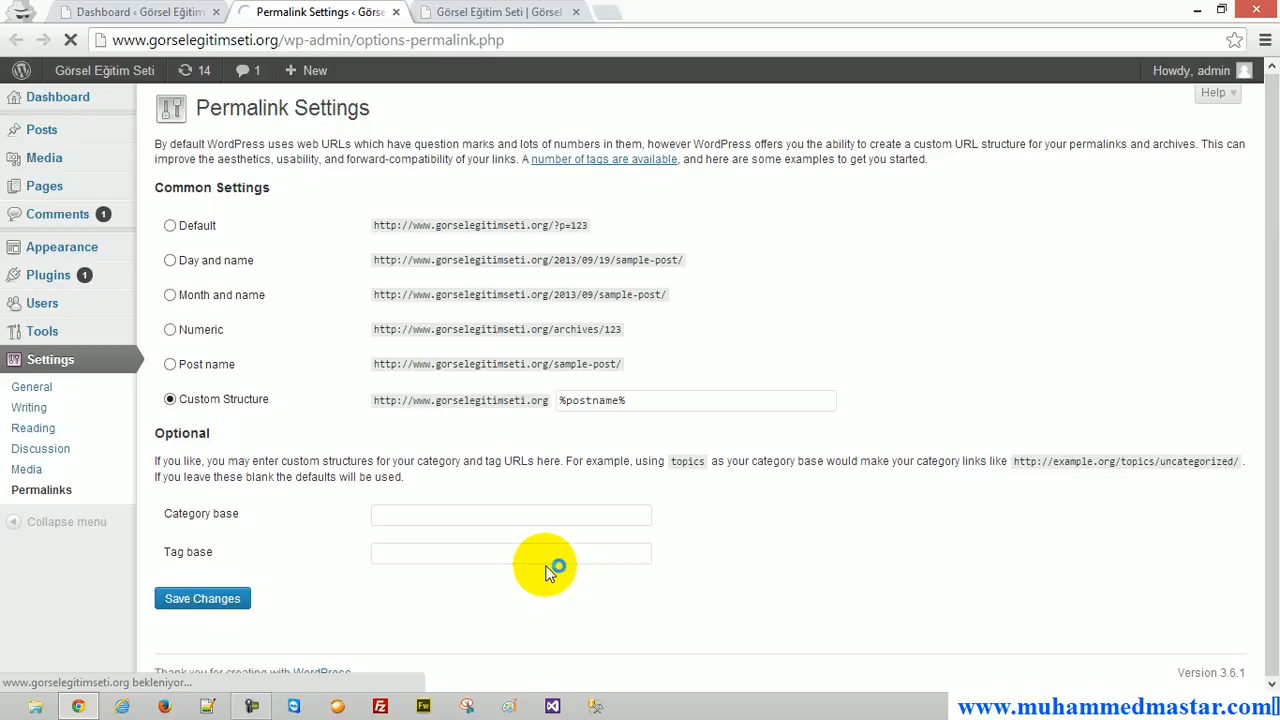 Dashboard ‹ Görsel Eğitim
Permalink Settings ‹ Görse
Görsel Eğitim Seti | Görsel
www.gorselegitimseti.org/wp-admin/options-permalink.php
Görsel Eğitim Seti
14
1
+ New
Howdy, admin
Dashboard
Posts
Media
Pages
Comments 1
Appearance
Plugins 1
Users
Tools
Settings
General
Writing
Reading
Discussion
Media
Permalinks
Collapse menu
Help
Permalink Settings
By default WordPress uses web URLs which have question marks and lots of numbers in them, however WordPress offers you the ability to create a custom URL structure for your permalinks and archives. This can
improve the aesthetics, usability, and forward-compatibility of your links. A number of tags are available, and here are some examples to get you started.
Common Settings
Default http://www.gorselegitimseti.org/?p=123
Day and name http://www.gorselegitimseti.org/2013/09/19/sample-post/
Month and name http://www.gorselegitimseti.org/2013/09/sample-post/
Numeric http://www.gorselegitimseti.org/archives/123
Post name http://www.gorselegitimseti.org/sample-post/
Custom Structure http://www.gorselegitimseti.org %postname%
Optional
If you like, you may enter custom structures for your category and tag URLs here. For example, using topics as your category base would make your category links like http://example.org/topics/uncategorized/ .
If you leave these blank the defaults will be used.
Category base
Tag base
Save Changes
Thank you for creating with WordPress.
Version 3.6.1
www.gorselegitimseti.org bekleniyor...
Fz
Fw
www.muhammedmastar.com